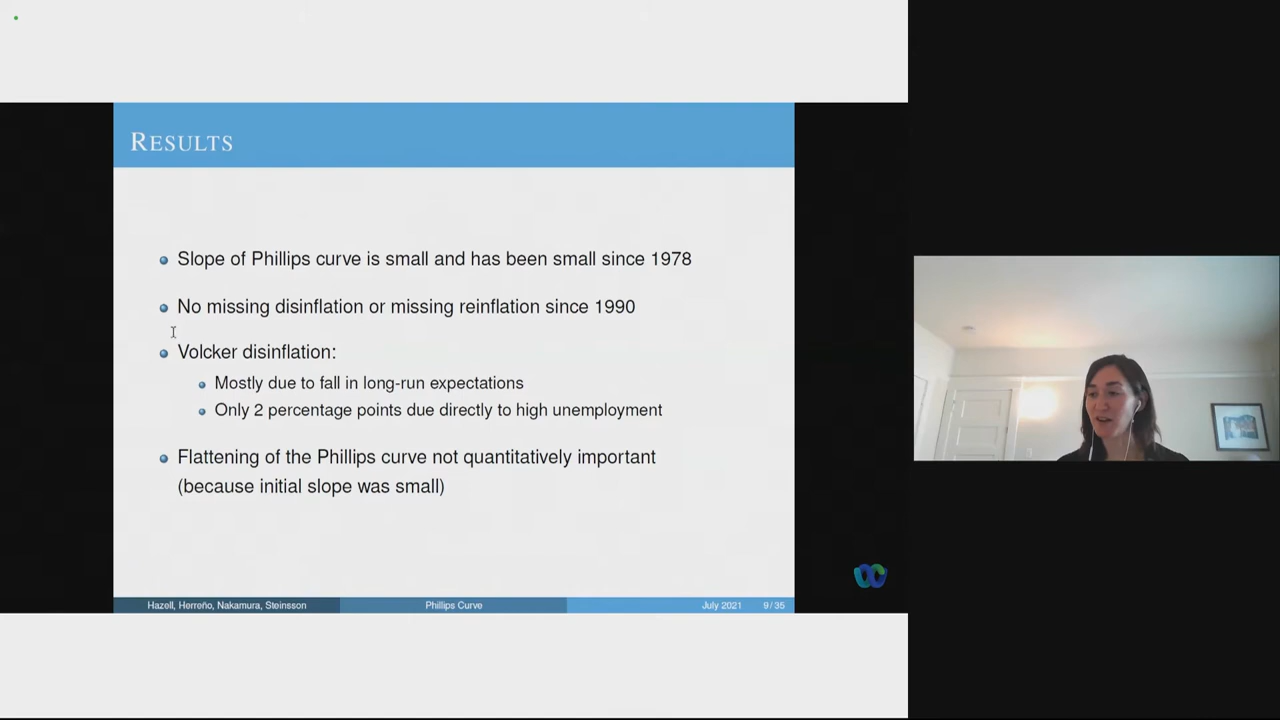 RESULTS
Slope of Phillips curve is small and has been small since 1978
No missing disinflation or missing reinflation since 1990
Volcker disinflation:
Mostly due to fall in long-run expectations
Only 2 percentage points due directly to high unemployment
Flattening of the Phillips curve not quantitatively important
(because initial slope was small)
Hazell, Herreño, Nakamura, Steinsson Phillips Curve July 2021 9 / 35